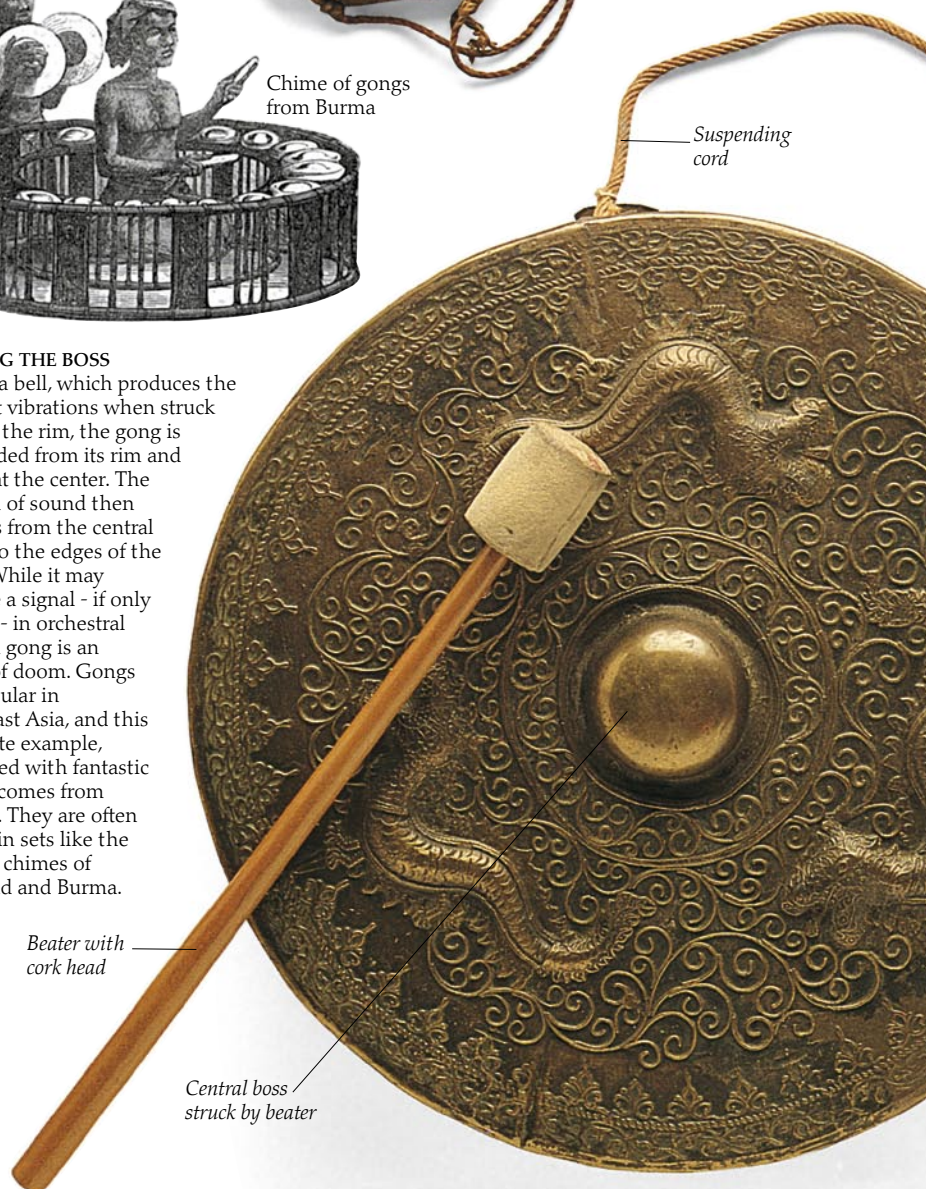 Chime of gongs
from Burma
Suspending
cord
G THE BOSS
a bell, which produces the
vibrations when struck
the rim, the gong is
ded from its rim and
at the center. The
of sound then
s from the central
o the edges of the
While it may
a signal - if only
- in orchestral
gong is an
of doom. Gongs
ular in
ast Asia, and this
te example,
ed with fantastic
comes from
. They are often
in sets like the
chimes of
d and Burma.
Beater with
cork head
Central boss
struck by beater